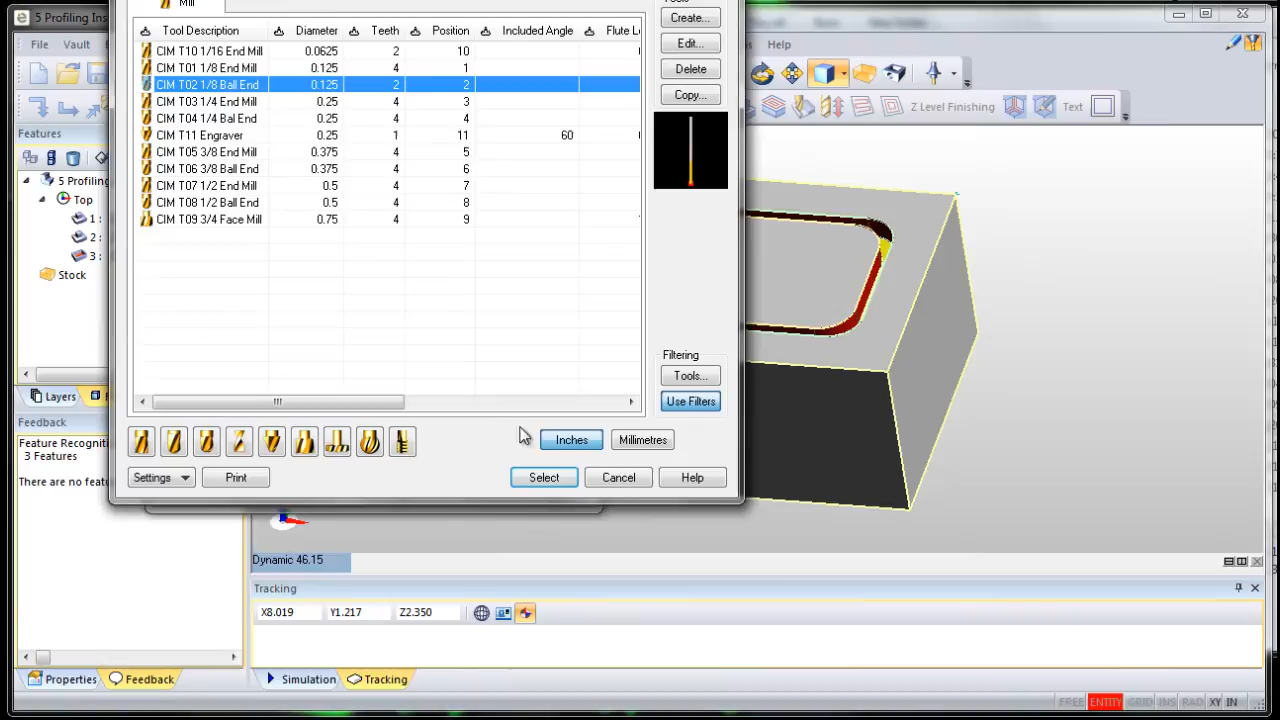 5 Profiling Ins
File
Vault
Help
Mill
Tool Description Diameter Teeth Position Included Angle Flute Le
CIM T10 1/16 End Mill 0.0625 2 10
CIM T01 1/8 End Mill 0.125 4 1
CIM T02 1/8 Ball End 0.125 2 2
CIM T03 1/4 End Mill 0.25 4 3
CIM T04 1/4 Bal End 0.25 4 4
CIM T11 Engraver 0.25 1 11 60
CIM T05 3/8 End Mill 0.375 4 5
CIM T06 3/8 Ball End 0.375 4 6
CIM T07 1/2 End Mill 0.5 4 7
CIM T08 1/2 Ball End 0.5 4 8
CIM T09 3/4 Face Mill 0.75 4 9
Create...
Edit...
Delete
Copy...
Filtering
Tools...
Use Filters
Inches
Millimetres
Settings
Print
Select
Cancel
Help
Z Level Finishing
Text
Features
5 Profiling
Top
1 :
2 :
3 :
Stock
Layers
Feedback
Feature Recogniti
3 Features
There are no featu
Dynamic 46.15
Tracking
X8.019 Y1.217 Z2.350
Properties
Feedback
Simulation
Tracking
FREE ENTITY GRID INS RAD XY IN